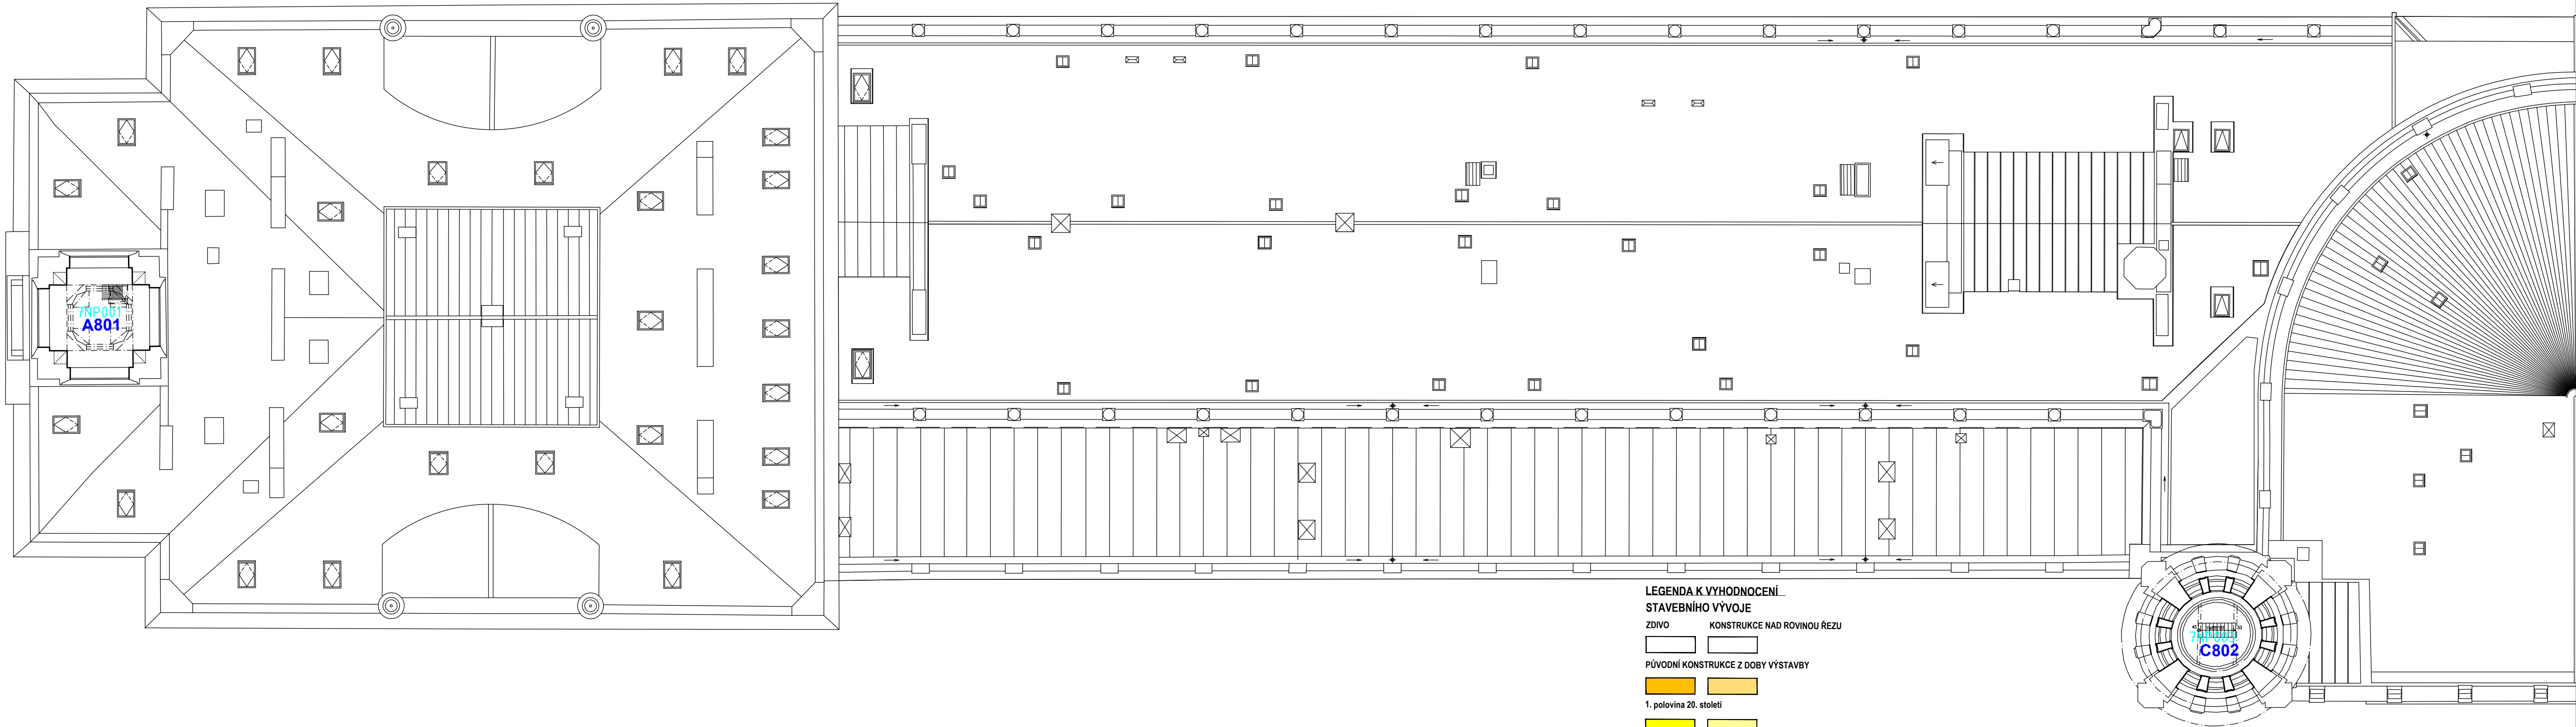 7NP001
A801
LEGENDA K VYHODNOCENÍ
STAVEBNÍHO VÝVOJE
ZDIVO KONSTRUKCE NAD ROVINOU ŘEZU
PŮVODNÍ KONSTRUKCE Z DOBY VÝSTAVBY
1. polovina 20. století
C802